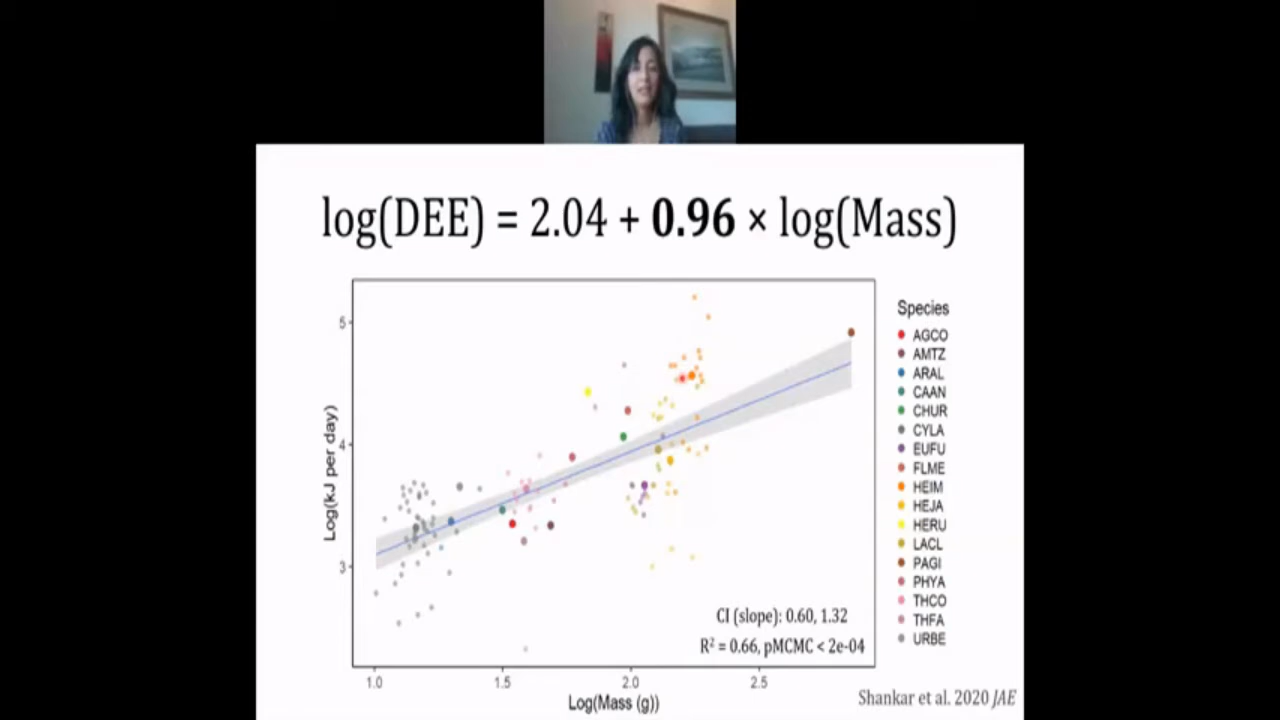 log(DEE) = 2.04 + 0.96 × log(Mass)
5
4
3
Log(kJ per day)
1.0
1.5
2.0
2.5
Log(Mass (g))
CI (slope): 0.60, 1.32
R² = 0.66, pMCMC < 2e-04
Species
AGCO
AMTZ
ARAL
CAAN
CHUR
CYLA
EUFU
FLME
HEIM
HEJA
HERU
LACL
PAGI
PHYA
THCO
THFA
URBE
Shankar et al. 2020 JAE